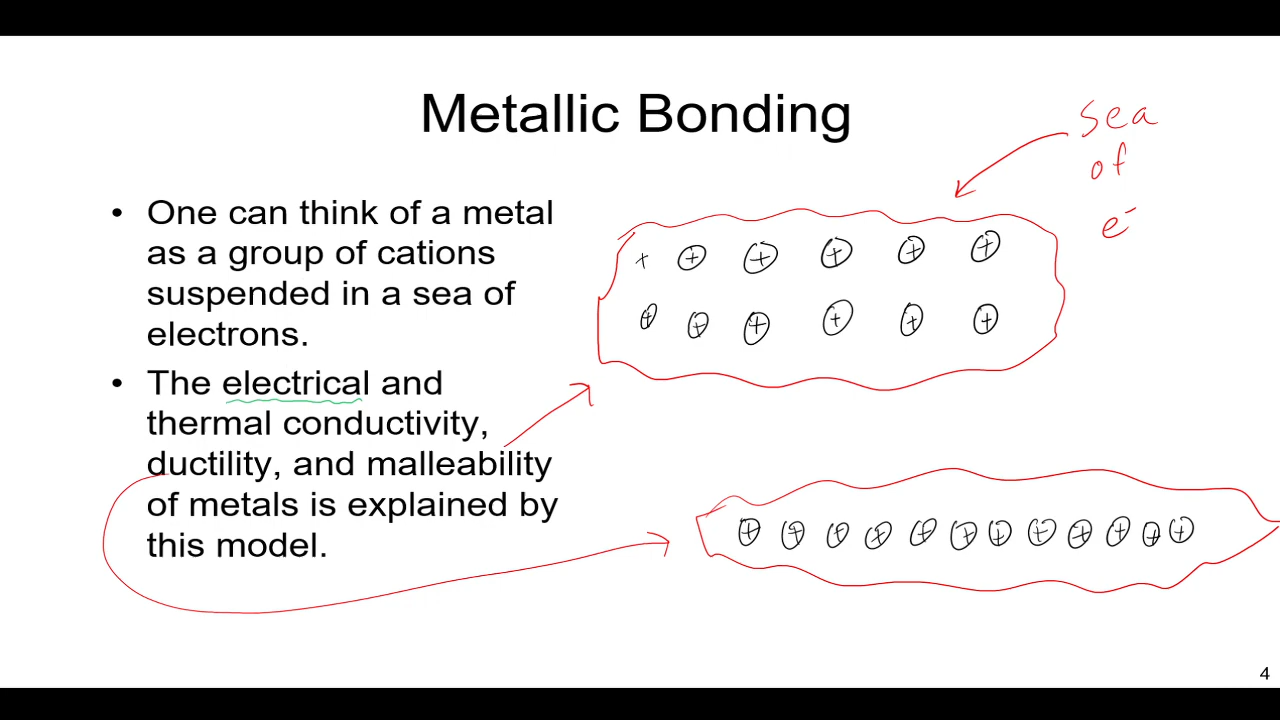 Metallic Bonding
sea
of
e⁻
• One can think of a metal
as a group of cations
suspended in a sea of
electrons.
• The electrical and
thermal conductivity,
ductility, and malleability
of metals is explained by
this model.
+ + + + + +
+ + + + + +
+ + + + + + + + + + + +
4